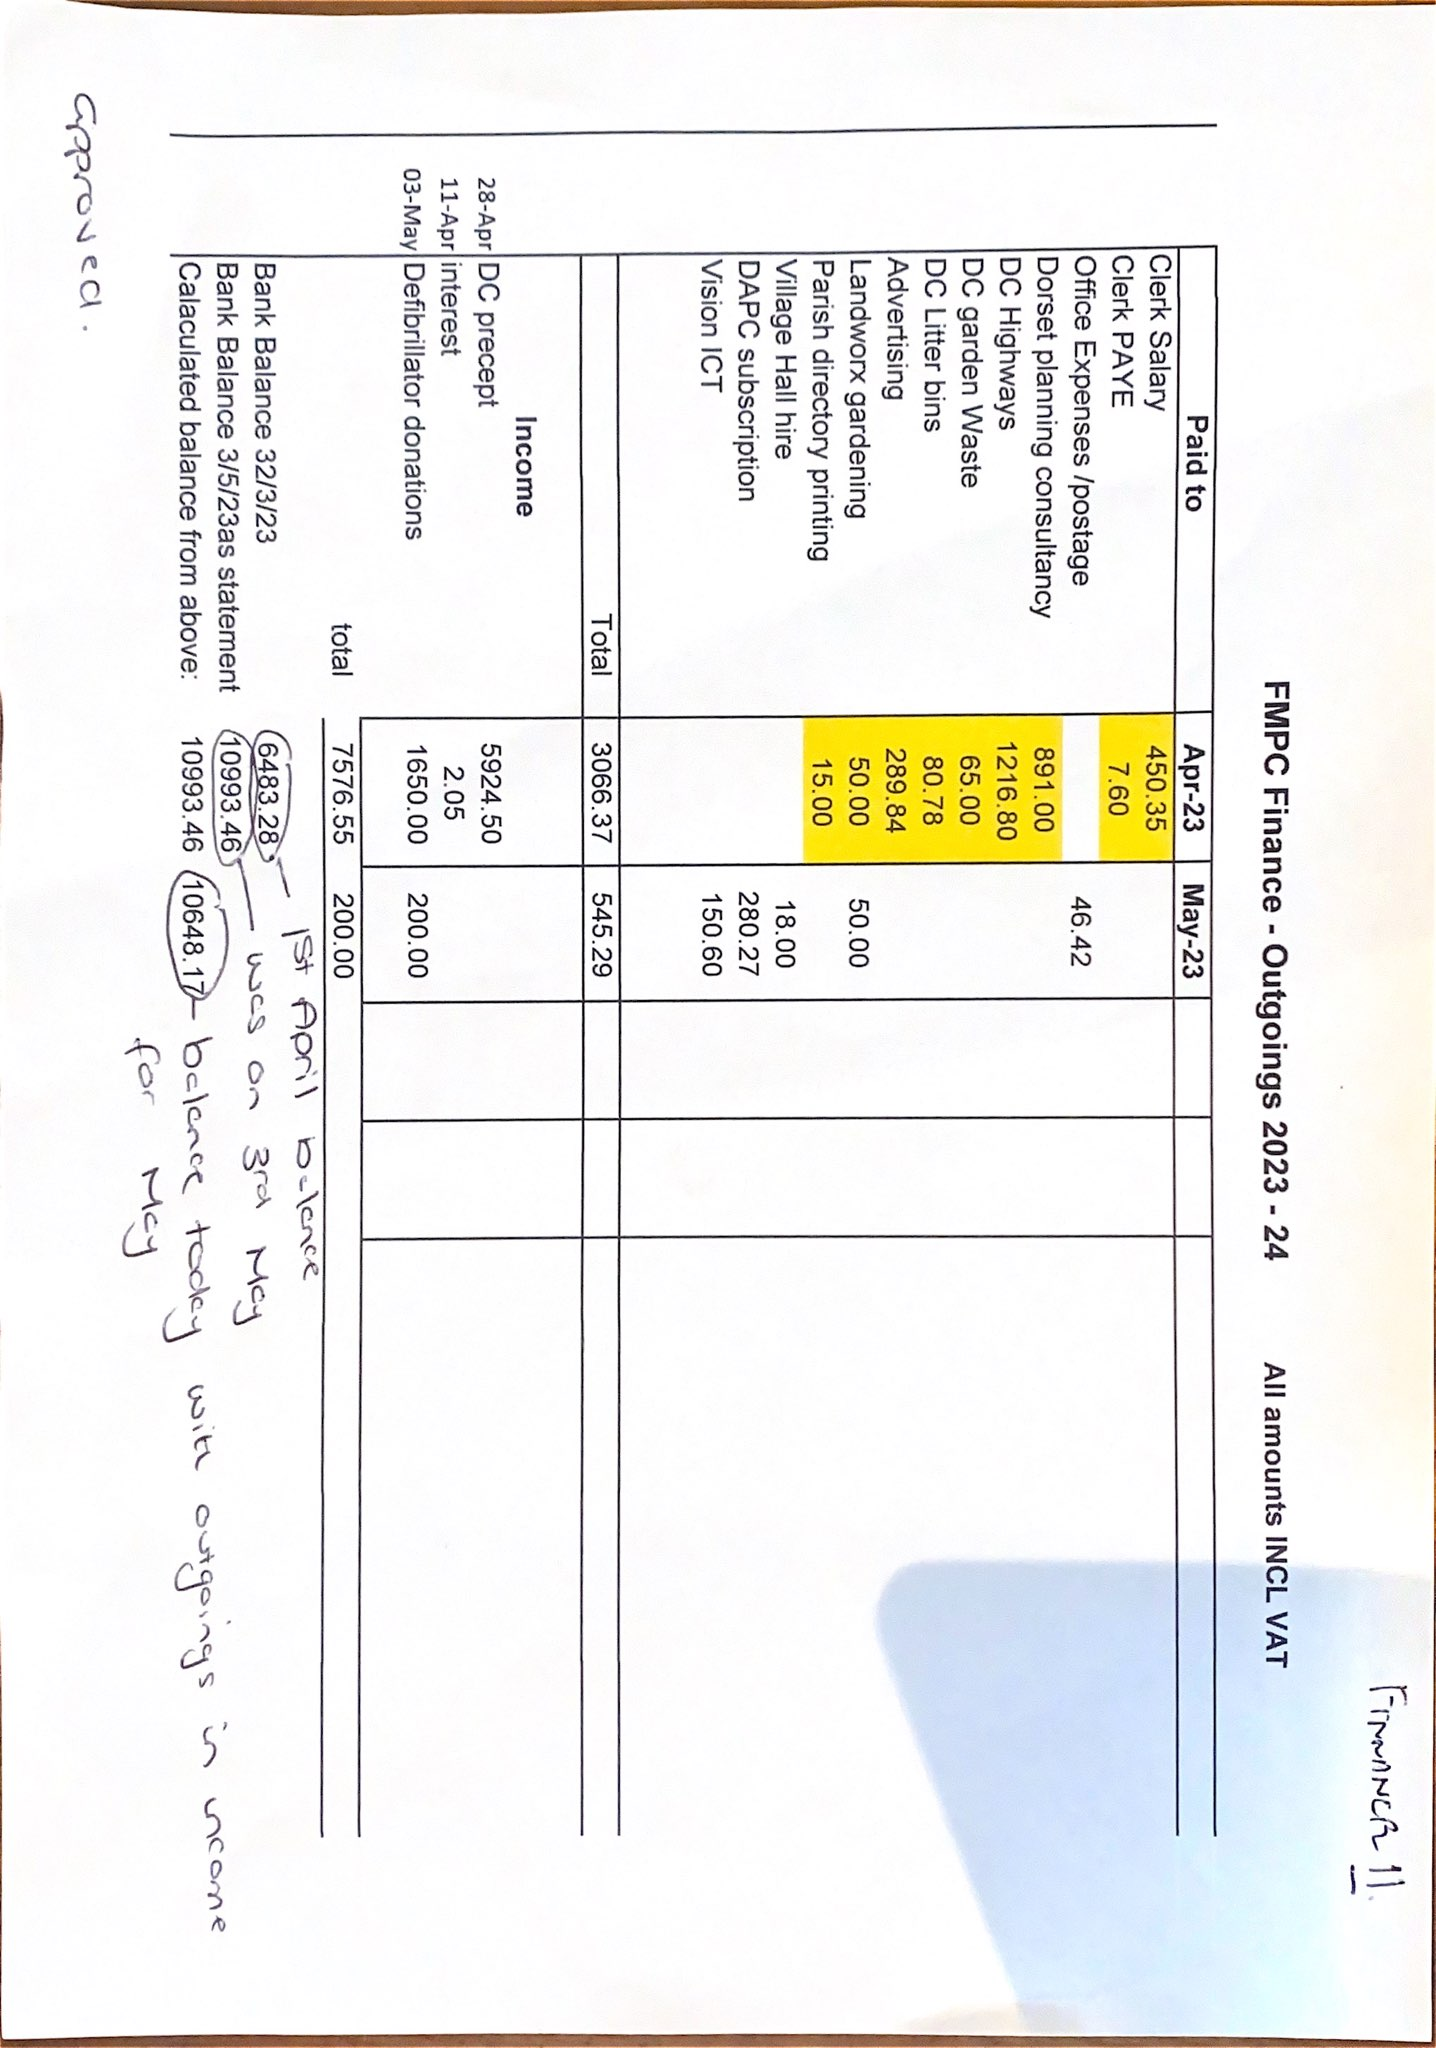 FINANCE 11.
FMPC Finance - Outgoings 2023 - 24 All amounts INCL VAT
Paid to Apr-23 May-23
Clerk Salary 450.35
Clerk PAYE 7.60
Office Expenses /postage 46.42
Dorset planning consultancy 891.00
DC Highways 1216.80
DC garden Waste 65.00
DC Litter bins 80.78
Advertising 289.84
Landworx gardening 50.00 50.00
Parish directory printing 15.00
Village Hall hire 18.00
DAPC subscription 280.27
Vision ICT 150.60
Total 3066.37 545.29
Income
28-Apr DC precept 5924.50
11-Apr interest 2.05
03-May Defibrillator donations 1650.00 200.00
total 7576.55 200.00
Bank Balance 32/3/23 6483.28 1st April balance
Bank Balance 3/5/23as statement 10993.46 was on 3rd May
Calaculated balance from above: 10993.46 10648.17 balance today with outgoings in income
for May
approved.